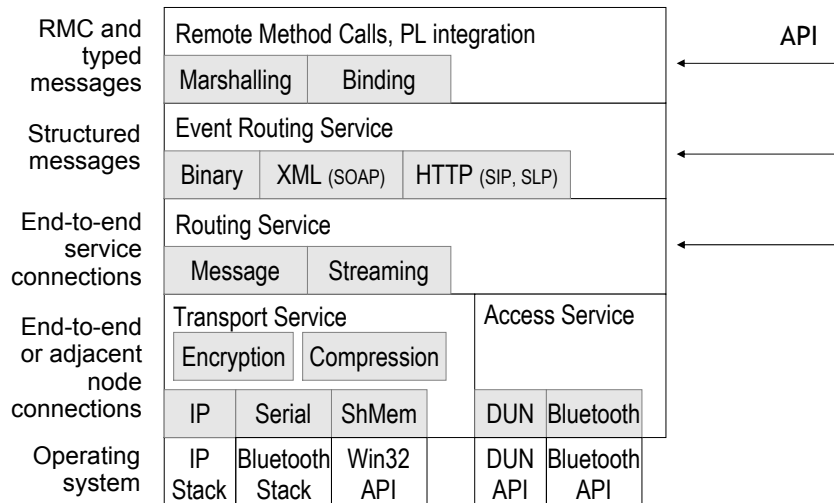 RMC and
typed
messages
Remote Method Calls, PL integration
Marshalling
Binding
API
Structured
messages
Event Routing Service
Binary
XML (SOAP)
HTTP (SIP, SLP)
End-to-end
service
connections
Routing Service
Message
Streaming
End-to-end
or adjacent
node
connections
Transport Service
Encryption
Compression
IP
Serial
ShMem
Access Service
DUN
Bluetooth
Operating
system
IP
Stack
Bluetooth
Stack
Win32
API
DUN
API
Bluetooth
API